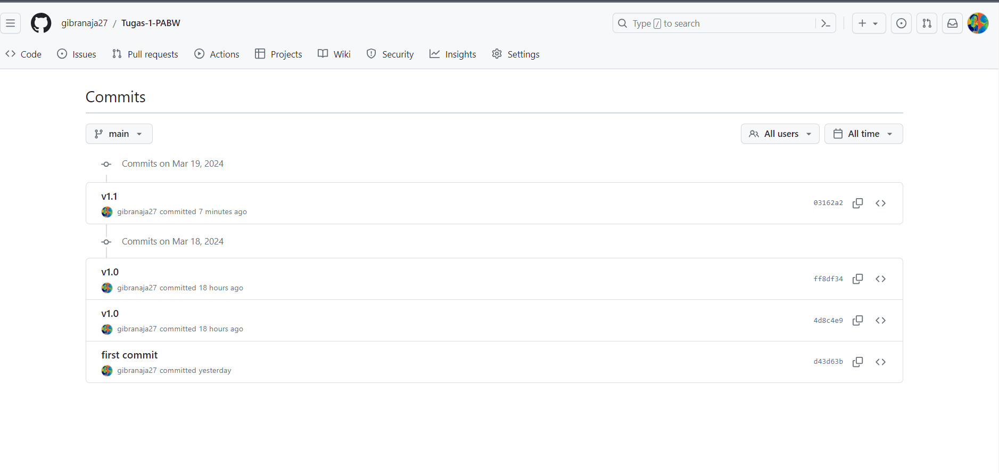 gibranaja27 / Tugas-1-PABW
Type / to search
Code Issues Pull requests Actions Projects Wiki Security Insights Settings
Commits
main
All users All time
Commits on Mar 19, 2024
v1.1
03162a2
gibranaja27 committed 7 minutes ago
Commits on Mar 18, 2024
v1.0
ff8df34
gibranaja27 committed 18 hours ago
v1.0
4d8c4e9
gibranaja27 committed 18 hours ago
first commit
d43d63b
gibranaja27 committed yesterday